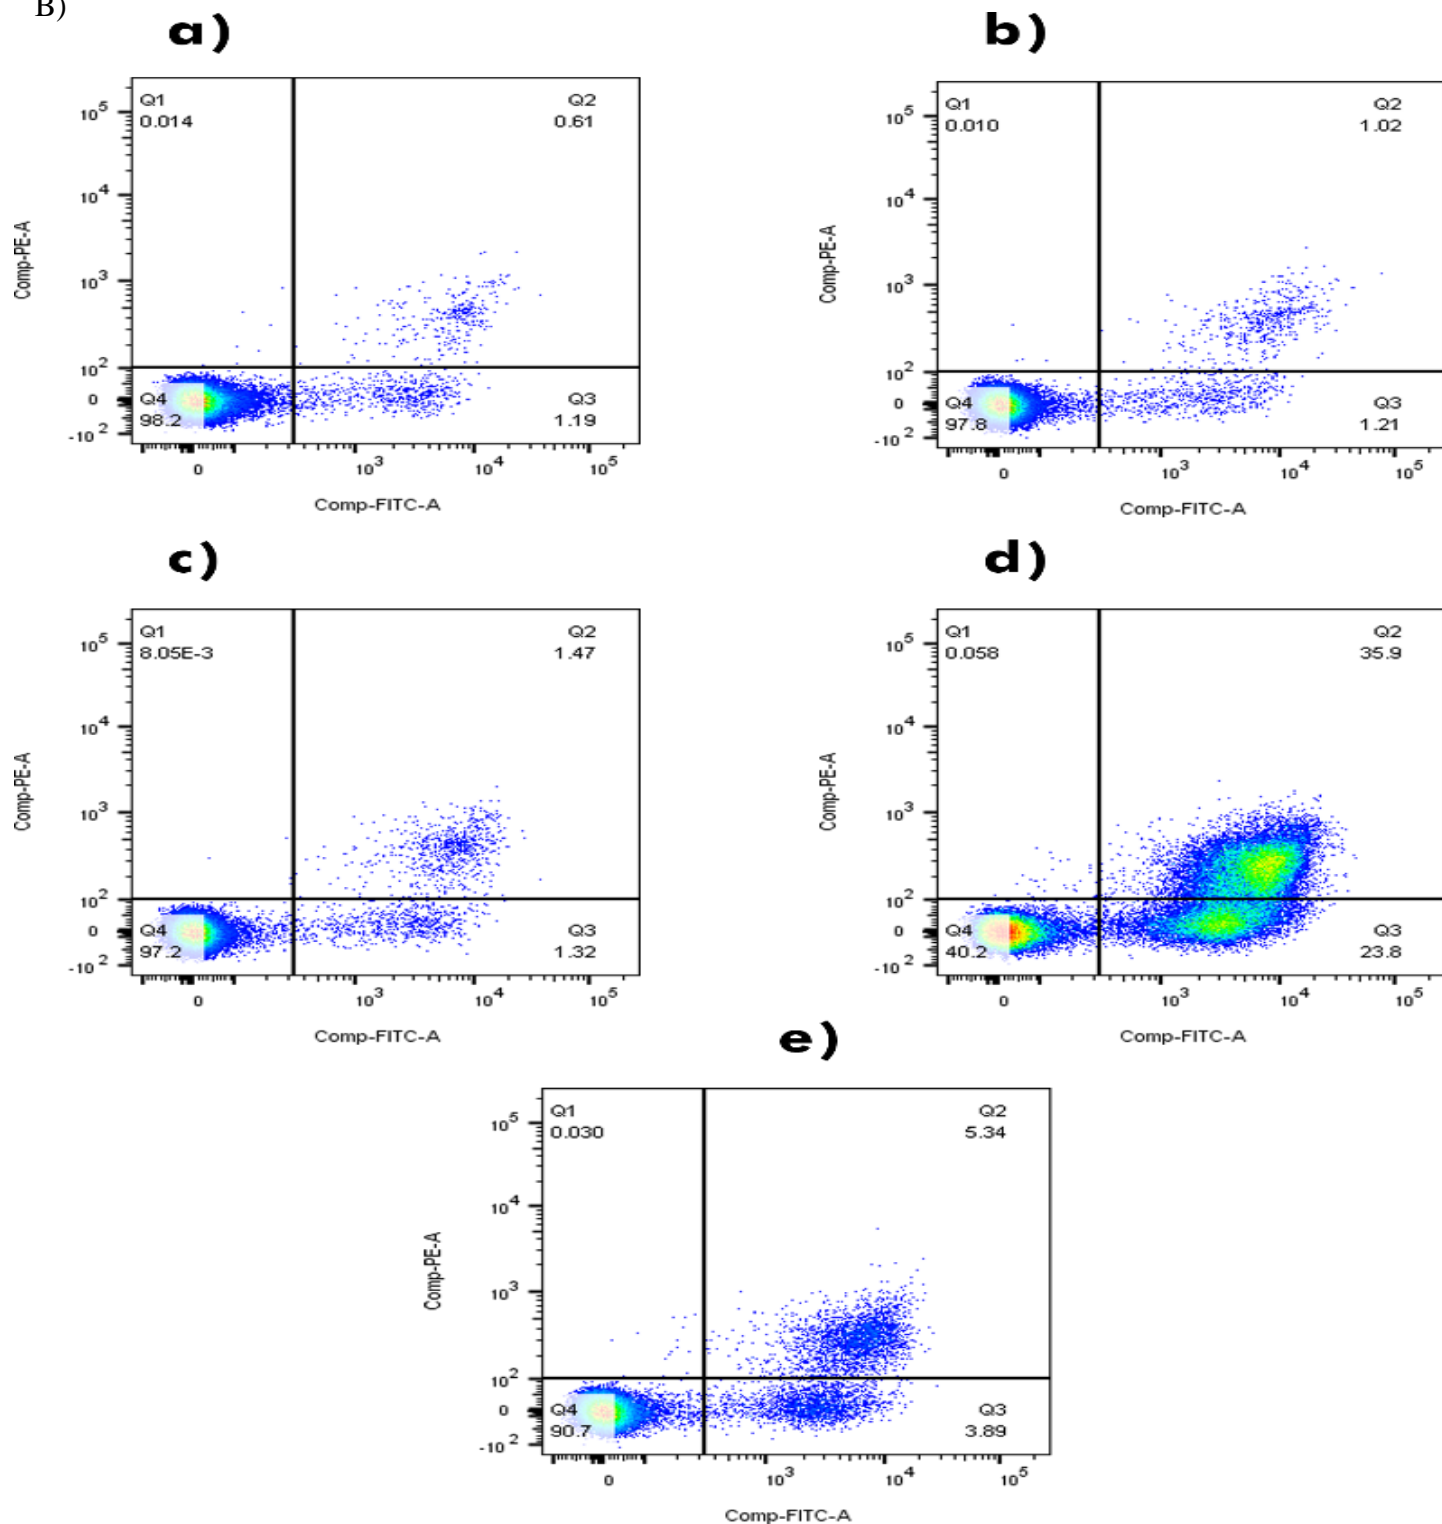 B)
a)
b)
Q1
0.014
Q2
0.61
Q4
98.2
Q3
1.19
10^5
10^4
10^3
10^2
0
-10^2
0
10^3
10^4
10^5
Comp-PE-A
Comp-FITC-A
Q1
0.010
Q2
1.02
Q4
97.8
Q3
1.21
10^5
10^4
10^3
10^2
0
-10^2
0
10^3
10^4
10^5
Comp-PE-A
Comp-FITC-A
c)
d)
Q1
8.05E-3
Q2
1.47
Q4
97.2
Q3
1.32
10^5
10^4
10^3
10^2
0
-10^2
0
10^3
10^4
10^5
Comp-PE-A
Comp-FITC-A
Q1
0.058
Q2
35.9
Q4
40.2
Q3
23.8
10^5
10^4
10^3
10^2
0
-10^2
0
10^3
10^4
10^5
Comp-PE-A
Comp-FITC-A
e)
Q1
0.030
Q2
5.34
Q4
90.7
Q3
3.89
10^5
10^4
10^3
10^2
0
-10^2
0
10^3
10^4
10^5
Comp-PE-A
Comp-FITC-A